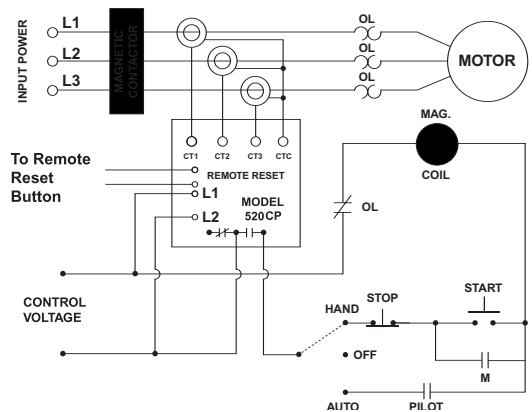 INPUT POWER
L1
L2
L3
MAGNETIC
CONTACTOR
OL
OL
OL
MOTOR
CT1
CT2
CT3
CTC
REMOTE RESET
To Remote
Reset
Button
L1
L2
MODEL
520CP
MAG.
COIL
OL
CONTROL
VOLTAGE
HAND
STOP
START
OFF
M
AUTO
PILOT